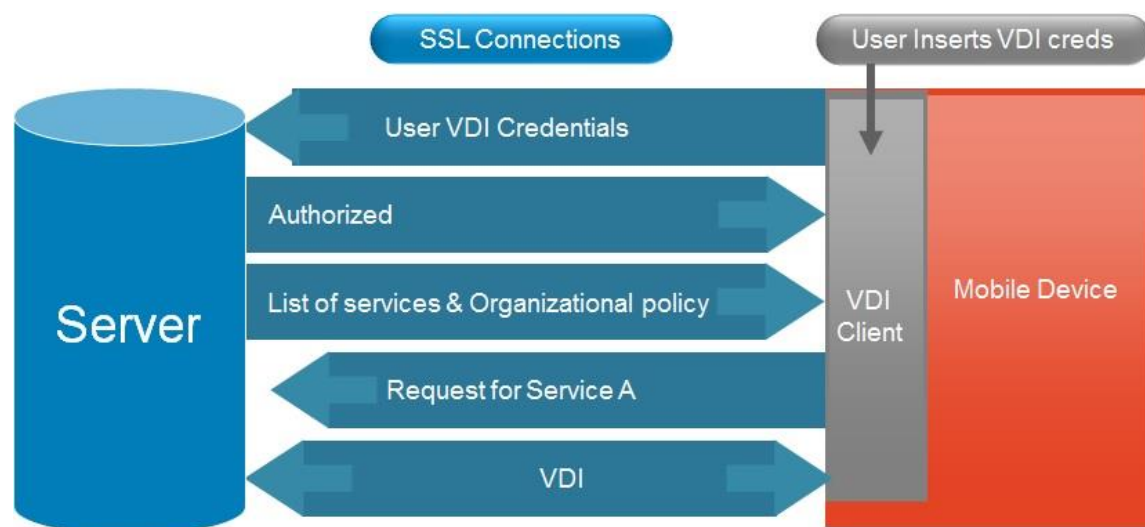 SSL Connections
User Inserts VDI creds
User VDI Credentials
Authorized
List of services & Organizational policy
Request for Service A
VDI
Server
VDI
Client
Mobile Device